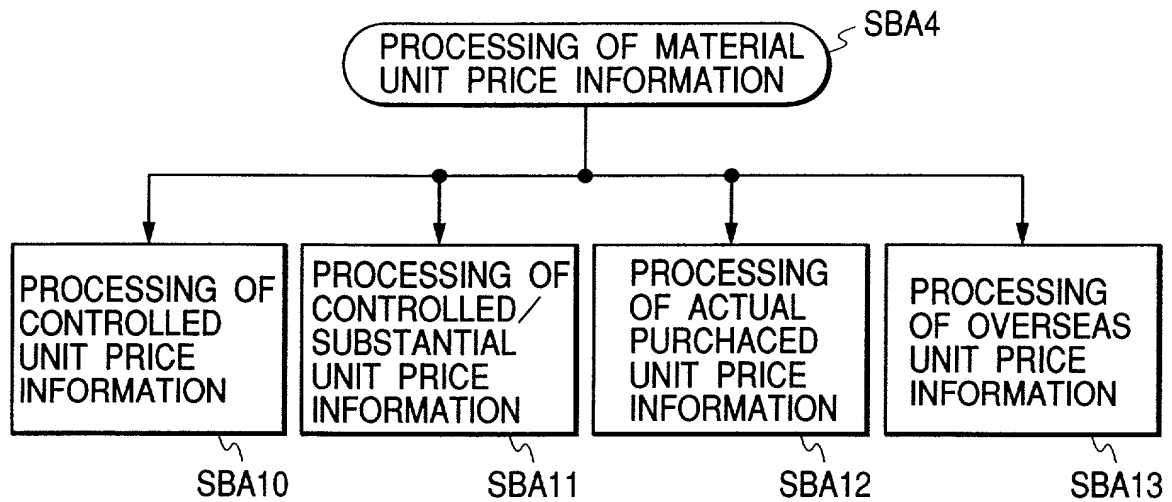 SBA4
PROCESSING OF MATERIAL
UNIT PRICE INFORMATION
PROCESSING OF
CONTROLLED
UNIT PRICE
INFORMATION
PROCESSING OF
CONTROLLED/
SUBSTANTIAL
UNIT PRICE
INFORMATION
PROCESSING
OF ACTUAL
PURCHACED
UNIT PRICE
INFORMATION
PROCESSING
OF OVERSEAS
UNIT PRICE
INFORMATION
SBA10
SBA11
SBA12
SBA13